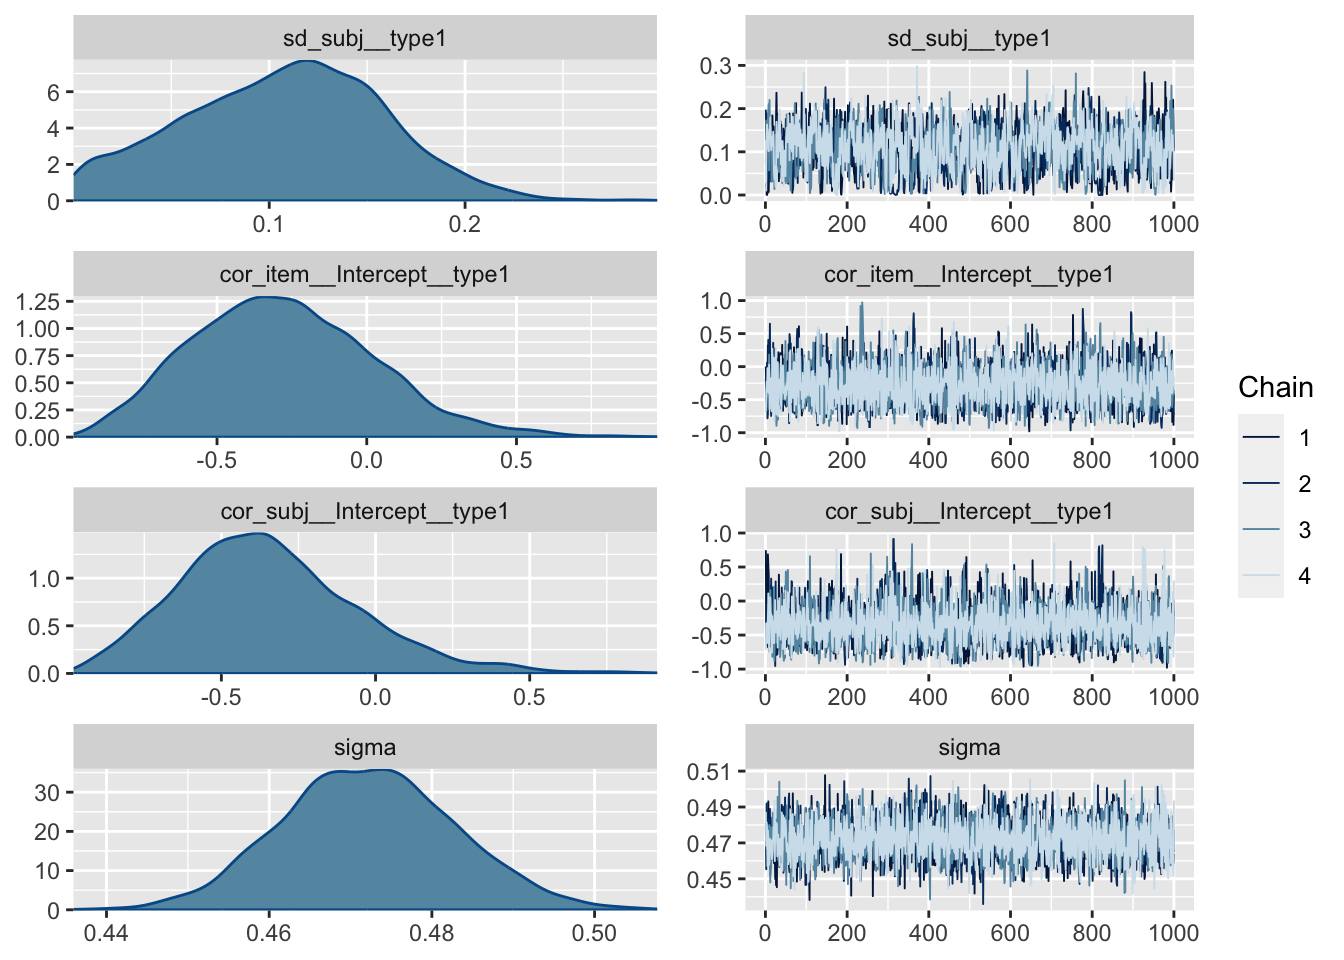 sd_subj__type1
6
4
2
0
0.1 0.2
sd_subj__type1
0.3
0.2
0.1
0.0
0 200 400 600 800 1000
cor_item__Intercept__type1
1.25
1.00
0.75
0.50
0.25
0.00
-0.5 0.0 0.5
cor_item__Intercept__type1
1.0
0.5
0.0
-0.5
-1.0
0 200 400 600 800 1000
cor_subj__Intercept__type1
1.0
0.5
0.0
-0.5 0.0 0.5
cor_subj__Intercept__type1
1.0
0.5
0.0
-0.5
-1.0
0 200 400 600 800 1000
sigma
30
20
10
0
0.44 0.46 0.48 0.50
sigma
0.51
0.49
0.47
0.45
0 200 400 600 800 1000
Chain
1
2
3
4